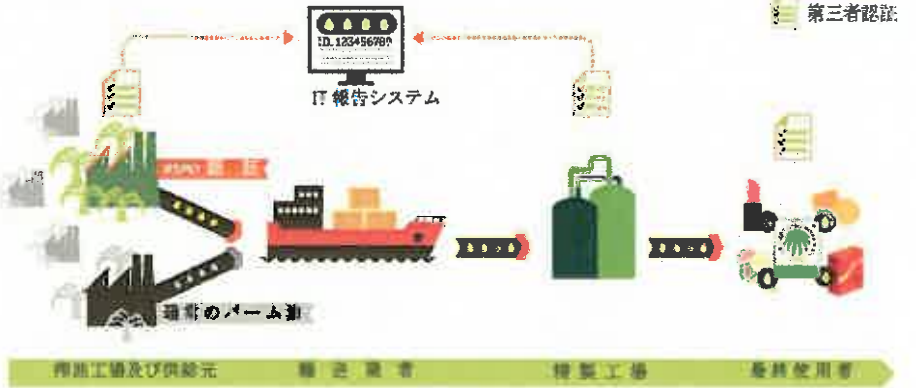 第三者認証
ID. 123456789
IT 報告システム
RSPO 認証
通常のパーム油
搾油工場及び供給元
輸送業者
精製工場
最終使用者